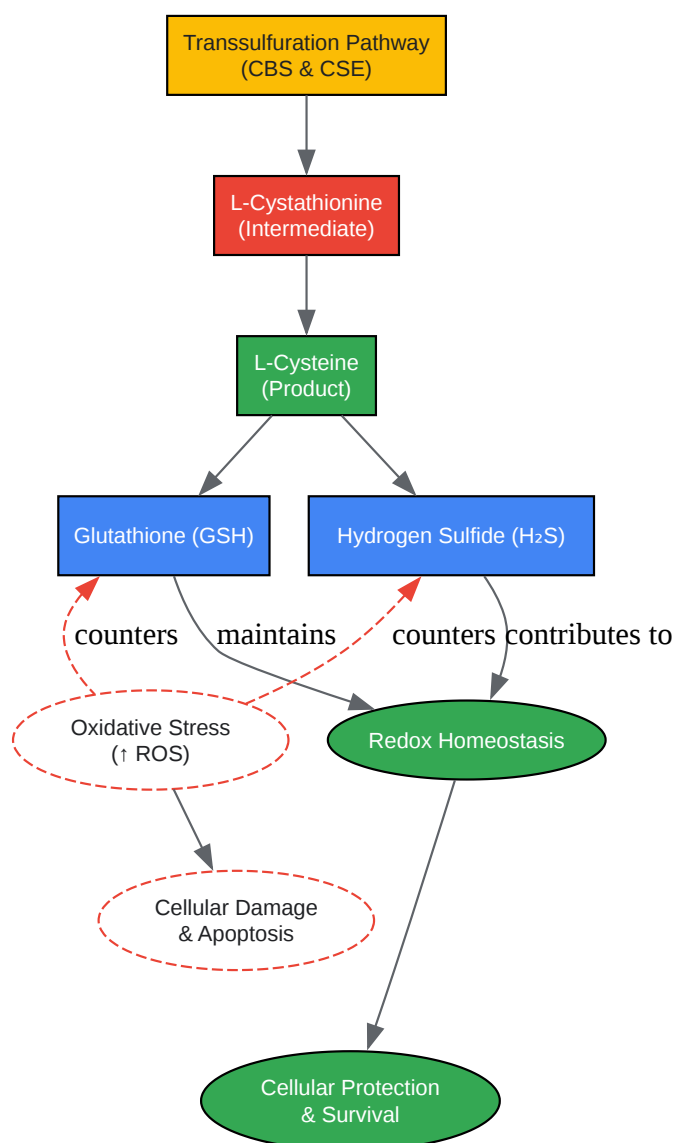 Transsulfuration Pathway
(CBS & CSE)
L-Cystathionine
(Intermediate)
L-Cysteine
(Product)
Glutathione (GSH)
Hydrogen Sulfide (H₂S)
counters
maintains
counters
contributes to
Oxidative Stress
(↑ ROS)
Redox Homeostasis
Cellular Damage
& Apoptosis
Cellular Protection
& Survival